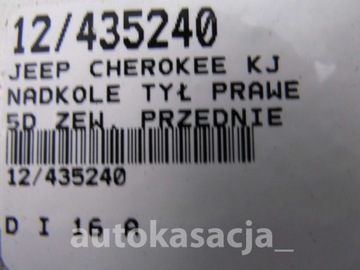 12/435240
JEEP CHEROKEE KJ
NADKOLE TYŁ PRAWE
5D ZEW. PRZEDNIE
12/435240
D I 16 A
autokasacja_